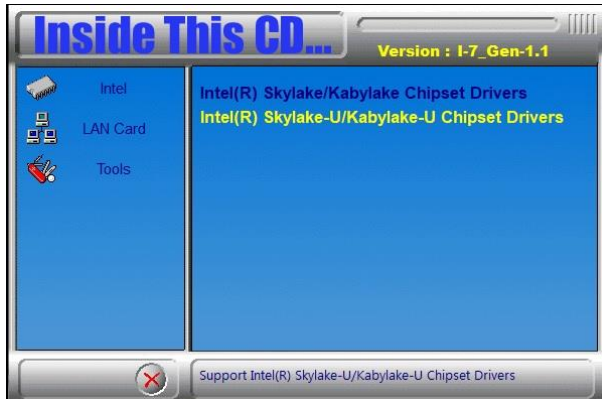 Inside This CD...
Version : I-7_Gen-1.1
Intel
LAN Card
Tools
Intel(R) Skylake/Kabylake Chipset Drivers
Intel(R) Skylake-U/Kabylake-U Chipset Drivers
Support Intel(R) Skylake-U/Kabylake-U Chipset Drivers